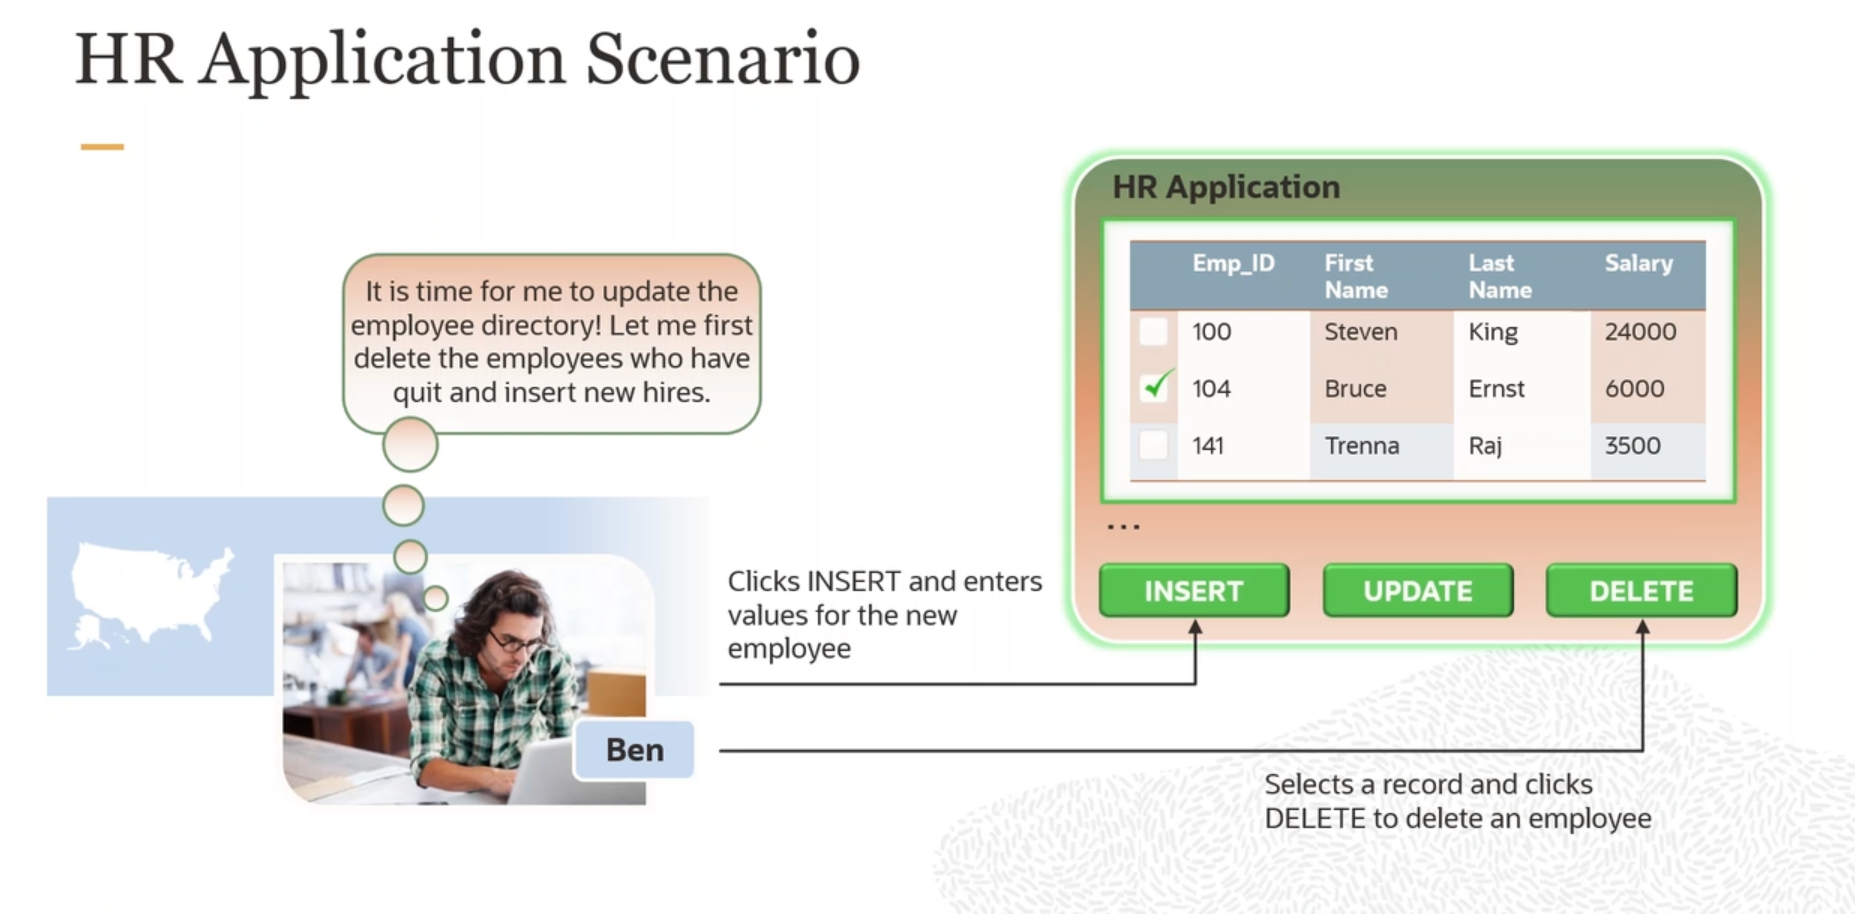 HR Application Scenario
It is time for me to update the
employee directory! Let me first
delete the employees who have
quit and insert new hires.
Ben
Clicks INSERT and enters
values for the new
employee
HR Application
Emp_ID First Name Last Name Salary
100 Steven King 24000
104 Bruce Ernst 6000
141 Trenna Raj 3500
...
INSERT UPDATE DELETE
Selects a record and clicks
DELETE to delete an employee